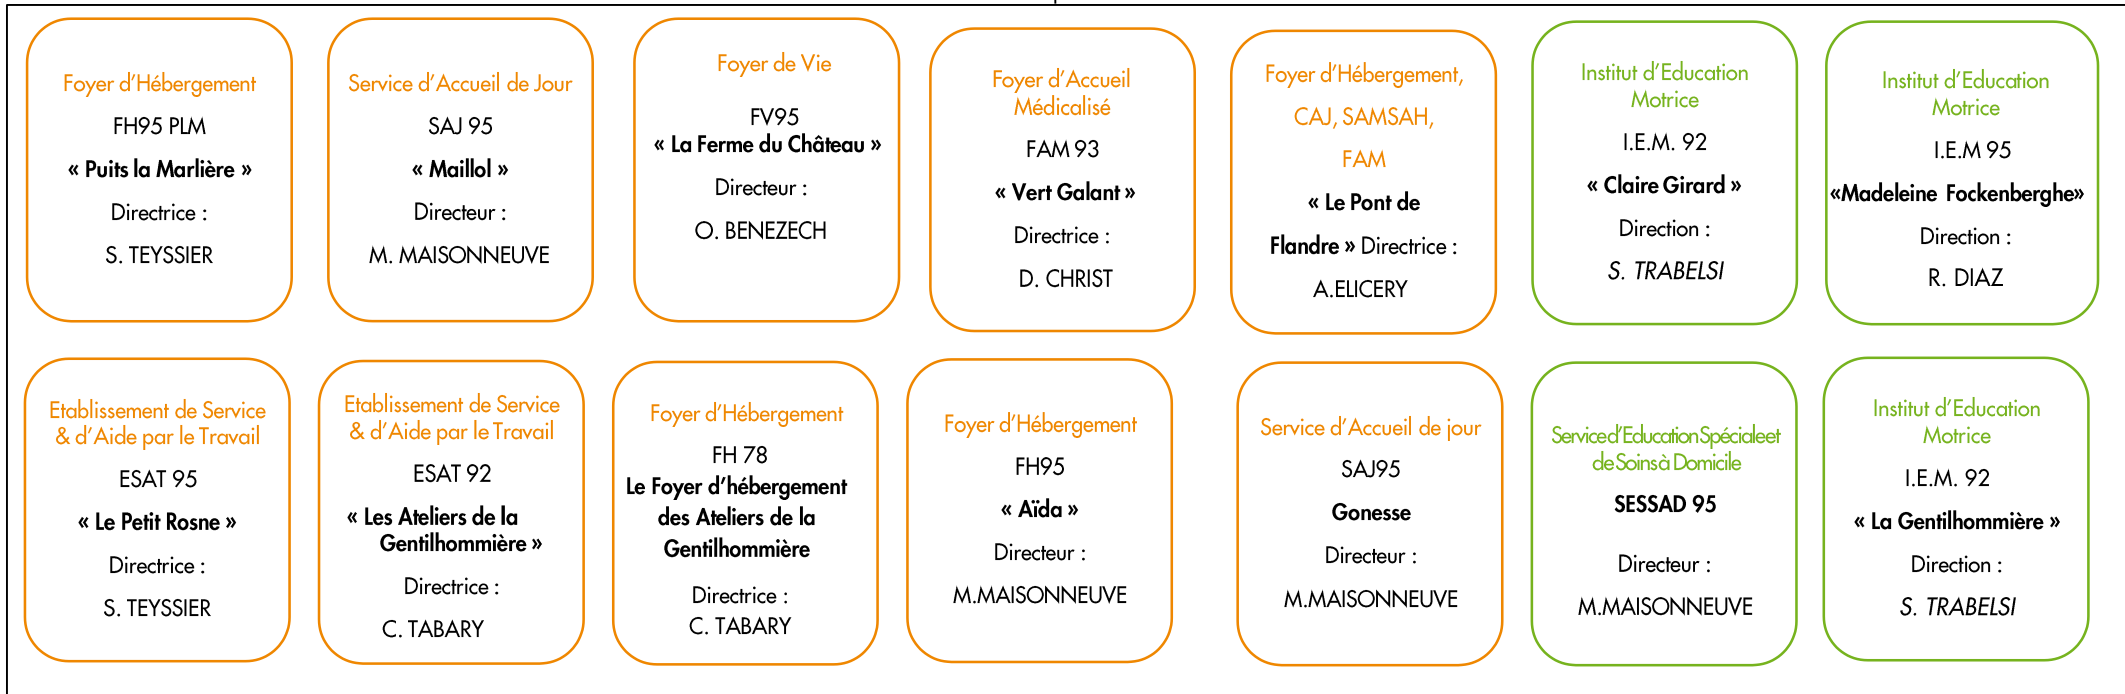 Foyer d’Hébergement
FH95 PLM
« Puits la Marlière »
Directrice :
S. TEYSSIER
Service d’Accueil de Jour
SAJ 95
« Maillol »
Directeur :
M. MAISONNEUVE
Foyer de Vie
FV95
« La Ferme du Château »
Directeur :
O. BENEZECH
Foyer d’Accueil
Médicalisé
FAM 93
« Vert Galant »
Directrice :
D. CHRIST
Foyer d’Hébergement,
CAJ, SAMSAH,
FAM
« Le Pont de
Flandre » Directrice :
A.ELICERY
Institut d’Education
Motrice
I.E.M. 92
« Claire Girard »
Direction :
S. TRABELSI
Institut d’Education
Motrice
I.E.M 95
«Madeleine Fockenberghe»
Direction :
R. DIAZ
Etablissement de Service
& d’Aide par le Travail
ESAT 95
« Le Petit Rosne »
Directrice :
S. TEYSSIER
Etablissement de Service
& d’Aide par le Travail
ESAT 92
« Les Ateliers de la
Gentilhommière »
Directrice :
C. TABARY
Foyer d’Hébergement
FH 78
Le Foyer d’hébergement
des Ateliers de la
Gentilhommière
Directrice :
C. TABARY
Foyer d’Hébergement
FH95
« Aïda »
Directeur :
M.MAISONNEUVE
Service d’Accueil de jour
SAJ95
Gonesse
Directeur :
M.MAISONNEUVE
Service d’Education Spéciale et
de Soins à Domicile
SESSAD 95
Directeur :
M.MAISONNEUVE
Institut d’Education
Motrice
I.E.M. 92
« La Gentilhommière »
Direction :
S. TRABELSI